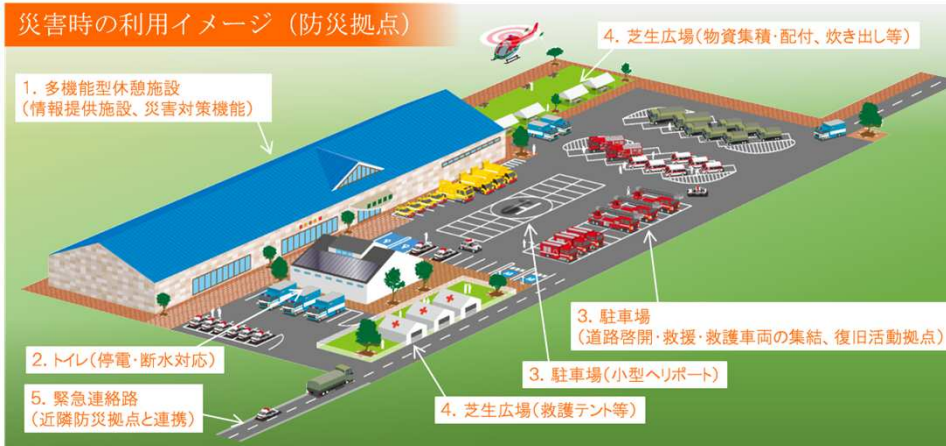 災害時の利用イメージ（防災拠点）
4. 芝生広場(物資集積・配付、炊き出し等)
1. 多機能型休憩施設
(情報提供施設、災害対策機能)
3. 駐車場
(道路啓開・救援・救護車両の集結、復旧活動拠点)
2. トイレ(停電・断水対応)
3. 駐車場(小型ヘリポート)
5. 緊急連絡路
(近隣防災拠点と連携)
4. 芝生広場(救護テント等)
H